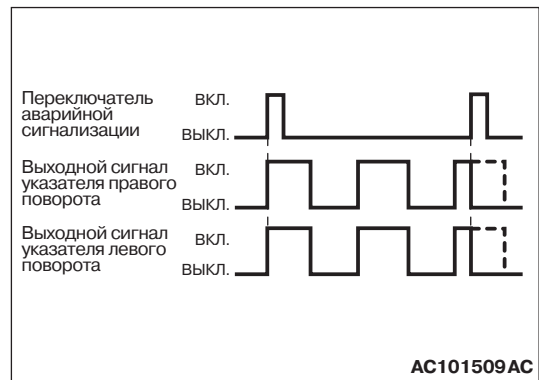 Переключатель ВКЛ.
аварийной
сигнализации ВЫКЛ.
Выходной сигнал ВКЛ.
указателя правого
поворота ВЫКЛ.
Выходной сигнал ВКЛ.
указателя левого
поворота ВЫКЛ.
AC101509AC